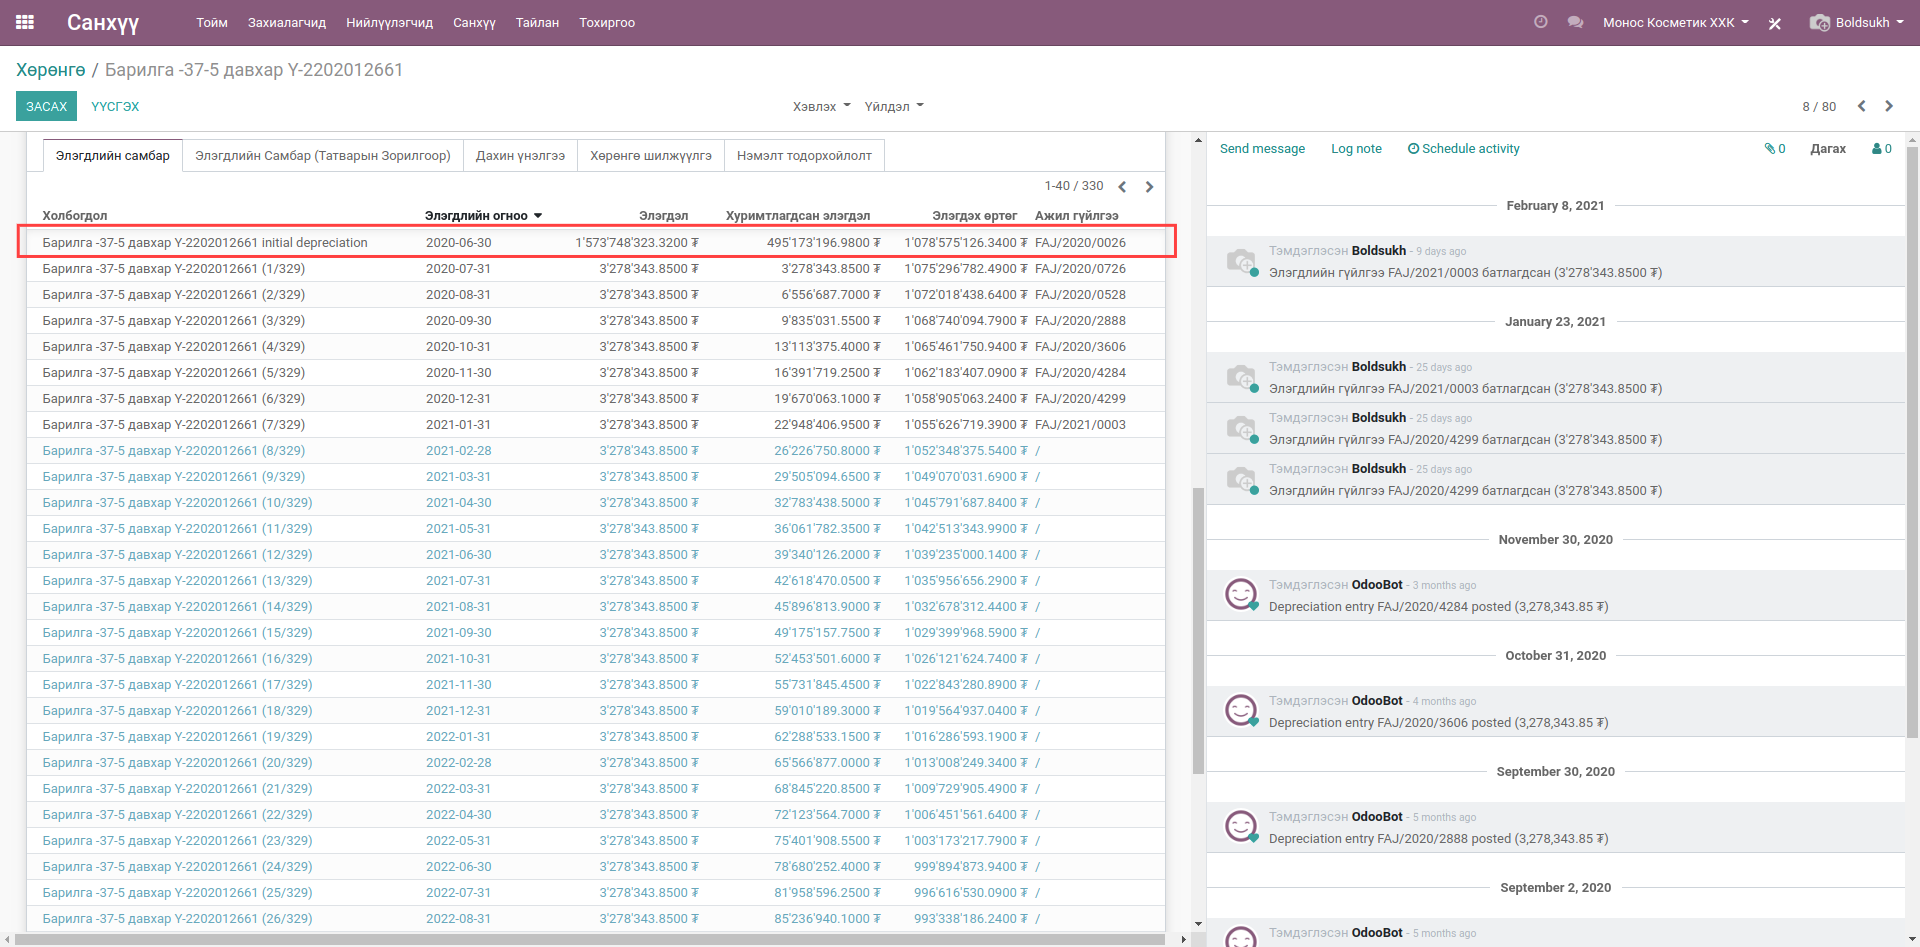 Санхүү Тойм Захиалагчид Нийлүүлэгчид Санхүү Тайлан Тохиргоо Монос Косметик ХХК Boldsukh
Хөрөнгө / Барилга -37-5 давхар Y-2202012661
ЗАСАХ ҮҮСГЭХ Хэвлэх Үйлдэл 8 / 80
Элэгдлийн самбар Элэгдлийн Самбар (Татварын Зорилгоор) Дахин үнэлгээ Хөрөнгө шилжүүлгэ Нэмэлт тодорхойлолт
1-40 / 330
Холбогдол Элэгдлийн огноо Элэгдэл Хуримтлагдсан элэгдэл Элэгдэх өртөг Ажил гүйлгээ
Барилга -37-5 давхар Y-2202012661 initial depreciation 2020-06-30 1'573'748'323.3200 ₮ 495'173'196.9800 ₮ 1'078'575'126.3400 ₮ FAJ/2020/0026
Барилга -37-5 давхар Y-2202012661 (1/329) 2020-07-31 3'278'343.8500 ₮ 3'278'343.8500 ₮ 1'075'296'782.4900 ₮ FAJ/2020/0726
Барилга -37-5 давхар Y-2202012661 (2/329) 2020-08-31 3'278'343.8500 ₮ 6'556'687.7000 ₮ 1'072'018'438.6400 ₮ FAJ/2020/0528
Барилга -37-5 давхар Y-2202012661 (3/329) 2020-09-30 3'278'343.8500 ₮ 9'835'031.5500 ₮ 1'068'740'094.7900 ₮ FAJ/2020/2888
Барилга -37-5 давхар Y-2202012661 (4/329) 2020-10-31 3'278'343.8500 ₮ 13'113'375.4000 ₮ 1'065'461'750.9400 ₮ FAJ/2020/3606
Барилга -37-5 давхар Y-2202012661 (5/329) 2020-11-30 3'278'343.8500 ₮ 16'391'719.2500 ₮ 1'062'183'407.0900 ₮ FAJ/2020/4284
Барилга -37-5 давхар Y-2202012661 (6/329) 2020-12-31 3'278'343.8500 ₮ 19'670'063.1000 ₮ 1'058'905'063.2400 ₮ FAJ/2020/4299
Барилга -37-5 давхар Y-2202012661 (7/329) 2021-01-31 3'278'343.8500 ₮ 22'948'406.9500 ₮ 1'055'626'719.3900 ₮ FAJ/2021/0003
Барилга -37-5 давхар Y-2202012661 (8/329) 2021-02-28 3'278'343.8500 ₮ 26'226'750.8000 ₮ 1'052'348'375.5400 ₮ /
Барилга -37-5 давхар Y-2202012661 (9/329) 2021-03-31 3'278'343.8500 ₮ 29'505'094.6500 ₮ 1'049'070'031.6900 ₮ /
Барилга -37-5 давхар Y-2202012661 (10/329) 2021-04-30 3'278'343.8500 ₮ 32'783'438.5000 ₮ 1'045'791'687.8400 ₮ /
Барилга -37-5 давхар Y-2202012661 (11/329) 2021-05-31 3'278'343.8500 ₮ 36'061'782.3500 ₮ 1'042'513'343.9900 ₮ /
Барилга -37-5 давхар Y-2202012661 (12/329) 2021-06-30 3'278'343.8500 ₮ 39'340'126.2000 ₮ 1'039'235'000.1400 ₮ /
Барилга -37-5 давхар Y-2202012661 (13/329) 2021-07-31 3'278'343.8500 ₮ 42'618'470.0500 ₮ 1'035'956'656.2900 ₮ /
Барилга -37-5 давхар Y-2202012661 (14/329) 2021-08-31 3'278'343.8500 ₮ 45'896'813.9000 ₮ 1'032'678'312.4400 ₮ /
Барилга -37-5 давхар Y-2202012661 (15/329) 2021-09-30 3'278'343.8500 ₮ 49'175'157.7500 ₮ 1'029'399'968.5900 ₮ /
Барилга -37-5 давхар Y-2202012661 (16/329) 2021-10-31 3'278'343.8500 ₮ 52'453'501.6000 ₮ 1'026'121'624.7400 ₮ /
Барилга -37-5 давхар Y-2202012661 (17/329) 2021-11-30 3'278'343.8500 ₮ 55'731'845.4500 ₮ 1'022'843'280.8900 ₮ /
Барилга -37-5 давхар Y-2202012661 (18/329) 2021-12-31 3'278'343.8500 ₮ 59'010'189.3000 ₮ 1'019'564'937.0400 ₮ /
Барилга -37-5 давхар Y-2202012661 (19/329) 2022-01-31 3'278'343.8500 ₮ 62'288'533.1500 ₮ 1'016'286'593.1900 ₮ /
Барилга -37-5 давхар Y-2202012661 (20/329) 2022-02-28 3'278'343.8500 ₮ 65'566'877.0000 ₮ 1'013'008'249.3400 ₮ /
Барилга -37-5 давхар Y-2202012661 (21/329) 2022-03-31 3'278'343.8500 ₮ 68'845'220.8500 ₮ 1'009'729'905.4900 ₮ /
Барилга -37-5 давхар Y-2202012661 (22/329) 2022-04-30 3'278'343.8500 ₮ 72'123'564.7000 ₮ 1'006'451'561.6400 ₮ /
Барилга -37-5 давхар Y-2202012661 (23/329) 2022-05-31 3'278'343.8500 ₮ 75'401'908.5500 ₮ 1'003'173'217.7900 ₮ /
Барилга -37-5 давхар Y-2202012661 (24/329) 2022-06-30 3'278'343.8500 ₮ 78'680'252.4000 ₮ 999'894'873.9400 ₮ /
Барилга -37-5 давхар Y-2202012661 (25/329) 2022-07-31 3'278'343.8500 ₮ 81'958'596.2500 ₮ 996'616'530.0900 ₮ /
Барилга -37-5 давхар Y-2202012661 (26/329) 2022-08-31 3'278'343.8500 ₮ 85'236'940.1000 ₮ 993'338'186.2400 ₮ /
Send message Log note Schedule activity 0 Дагах 0
February 8, 2021
Тэмдэглэсэн Boldsukh - 9 days ago
Элэгдлийн гүйлгээ FAJ/2021/0003 батлагдсан (3'278'343.8500 ₮)
January 23, 2021
Тэмдэглэсэн Boldsukh - 25 days ago
Элэгдлийн гүйлгээ FAJ/2021/0003 батлагдсан (3'278'343.8500 ₮)
Тэмдэглэсэн Boldsukh - 25 days ago
Элэгдлийн гүйлгээ FAJ/2020/4299 батлагдсан (3'278'343.8500 ₮)
Тэмдэглэсэн Boldsukh - 25 days ago
Элэгдлийн гүйлгээ FAJ/2020/4299 батлагдсан (3'278'343.8500 ₮)
November 30, 2020
Тэмдэглэсэн OdooBot - 3 months ago
Depreciation entry FAJ/2020/4284 posted (3,278,343.85 ₮)
October 31, 2020
Тэмдэглэсэн OdooBot - 4 months ago
Depreciation entry FAJ/2020/3606 posted (3,278,343.85 ₮)
September 30, 2020
Тэмдэглэсэн OdooBot - 5 months ago
Depreciation entry FAJ/2020/2888 posted (3,278,343.85 ₮)
September 2, 2020
Тэмдэглэсэн OdooBot - 5 months ago